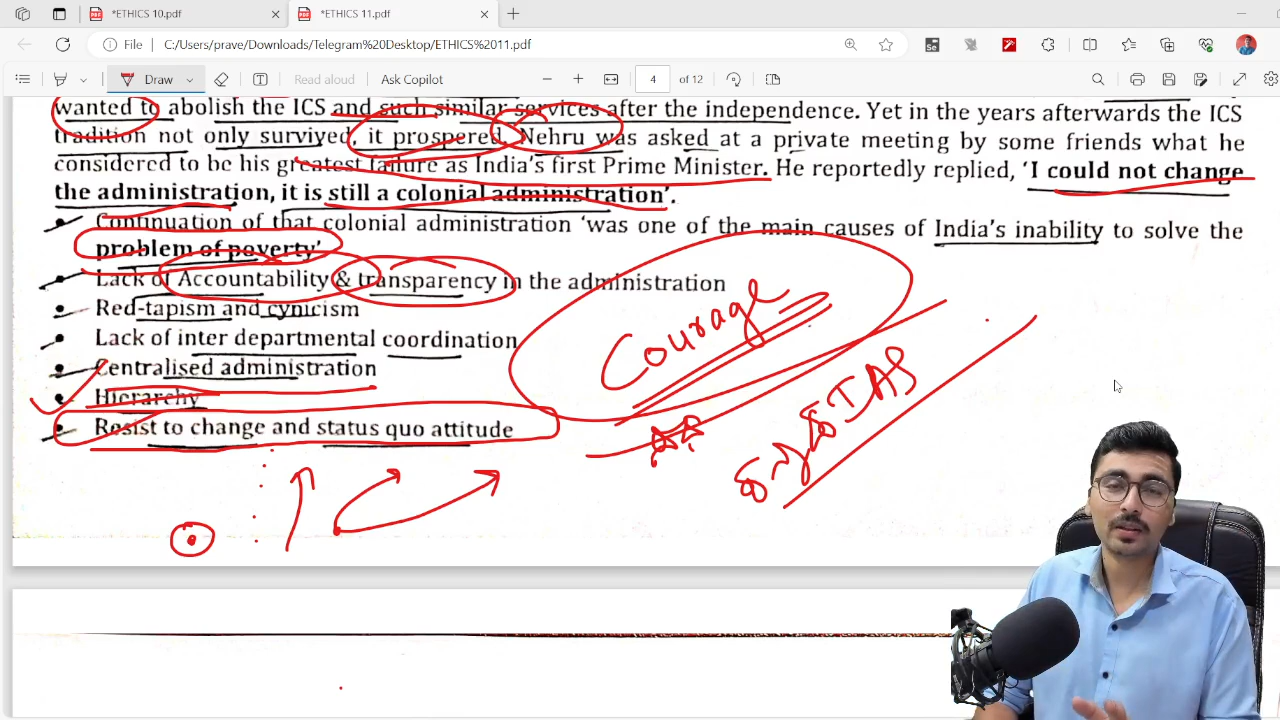 *ETHICS 10.pdf
*ETHICS 11.pdf
File C:/Users/prave/Downloads/Telegram%20Desktop/ETHICS%2011.pdf
Draw Read aloud Ask Copilot 4 of 12
wanted to abolish the ICS and such similar services after the independence. Yet in the years afterwards the ICS
tradition not only survived, it prospered. Nehru was asked at a private meeting by some friends what he
considered to be his greatest failure as India's first Prime Minister. He reportedly replied, 'I could not change
the administration, it is still a colonial administration'.
• Continuation of that colonial administration 'was one of the main causes of India's inability to solve the
problem of poverty'
• Lack of Accountability & transparency in the administration
• Red-tapism and cynicism
• Lack of inter departmental coordination
• Centralised administration
• Hierarchy
• Resist to change and status quo attitude
Courage
IAS